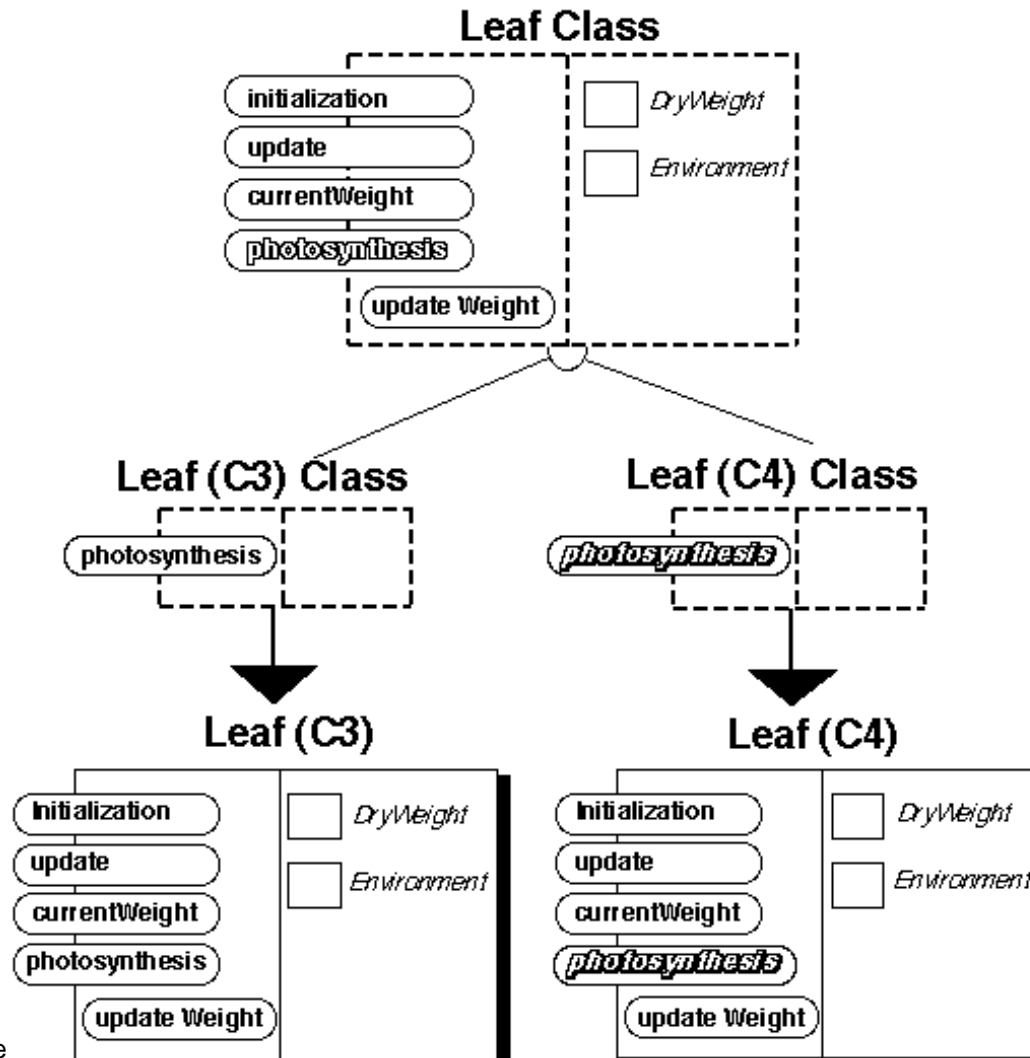 Leaf Class
initialization
DryWeight
update
Environment
currentWeight
photosynthesis
update Weight
Leaf (C3) Class
Leaf (C4) Class
photosynthesis
photosynthesis
Leaf (C3)
Leaf (C4)
Initialization
DryWeight
update
Environment
currentWeight
photosynthesis
update Weight
Initialization
DryWeight
update
Environment
currentWeight
photosynthesis
update Weight
e